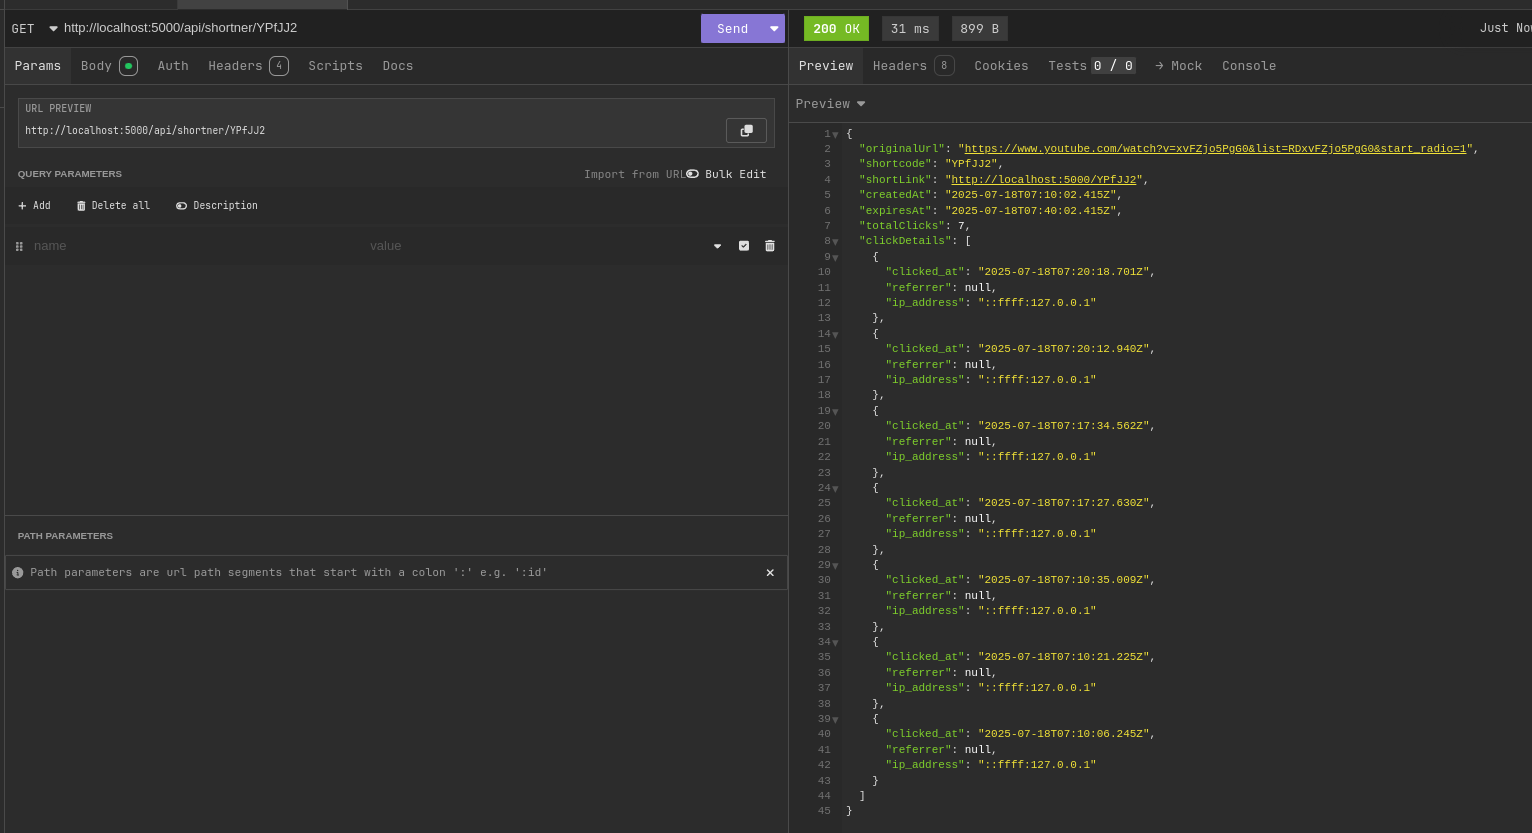 GET http://localhost:5000/api/shortner/YPfJJ2 Send
200 OK 31 ms 899 B Just Now
Params Body Auth Headers 4 Scripts Docs
Preview Headers 8 Cookies Tests 0 / 0 → Mock Console
URL PREVIEW
http://localhost:5000/api/shortner/YPfJJ2
QUERY PARAMETERS Import from URL Bulk Edit
+ Add Delete all Description
name value
PATH PARAMETERS
Path parameters are url path segments that start with a colon ':' e.g. ':id'
Preview
1 {
2 "originalUrl": "https://www.youtube.com/watch?v=xvFZjo5PgG0&list=RDxvFZjo5PgG0&start_radio=1",
3 "shortcode": "YPfJJ2",
4 "shortLink": "http://localhost:5000/YPfJJ2",
5 "createdAt": "2025-07-18T07:10:02.415Z",
6 "expiresAt": "2025-07-18T07:40:02.415Z",
7 "totalClicks": 7,
8 "clickDetails": [
9 {
10 "clicked_at": "2025-07-18T07:20:18.701Z",
11 "referrer": null,
12 "ip_address": "::ffff:127.0.0.1"
13 },
14 {
15 "clicked_at": "2025-07-18T07:20:12.940Z",
16 "referrer": null,
17 "ip_address": "::ffff:127.0.0.1"
18 },
19 {
20 "clicked_at": "2025-07-18T07:17:34.562Z",
21 "referrer": null,
22 "ip_address": "::ffff:127.0.0.1"
23 },
24 {
25 "clicked_at": "2025-07-18T07:17:27.630Z",
26 "referrer": null,
27 "ip_address": "::ffff:127.0.0.1"
28 },
29 {
30 "clicked_at": "2025-07-18T07:10:35.009Z",
31 "referrer": null,
32 "ip_address": "::ffff:127.0.0.1"
33 },
34 {
35 "clicked_at": "2025-07-18T07:10:21.225Z",
36 "referrer": null,
37 "ip_address": "::ffff:127.0.0.1"
38 },
39 {
40 "clicked_at": "2025-07-18T07:10:06.245Z",
41 "referrer": null,
42 "ip_address": "::ffff:127.0.0.1"
43 }
44 ]
45 }